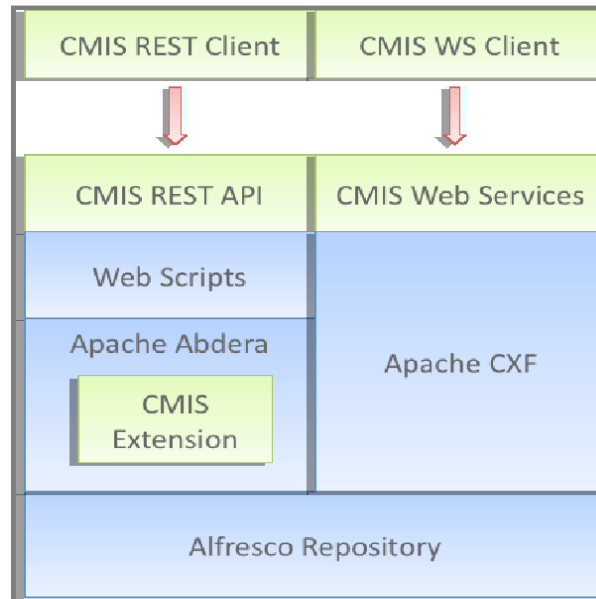 CMIS REST Client
CMIS WS Client
CMIS REST API
CMIS Web Services
Web Scripts
Apache Abdera
CMIS
Extension
Apache CXF
Alfresco Repository